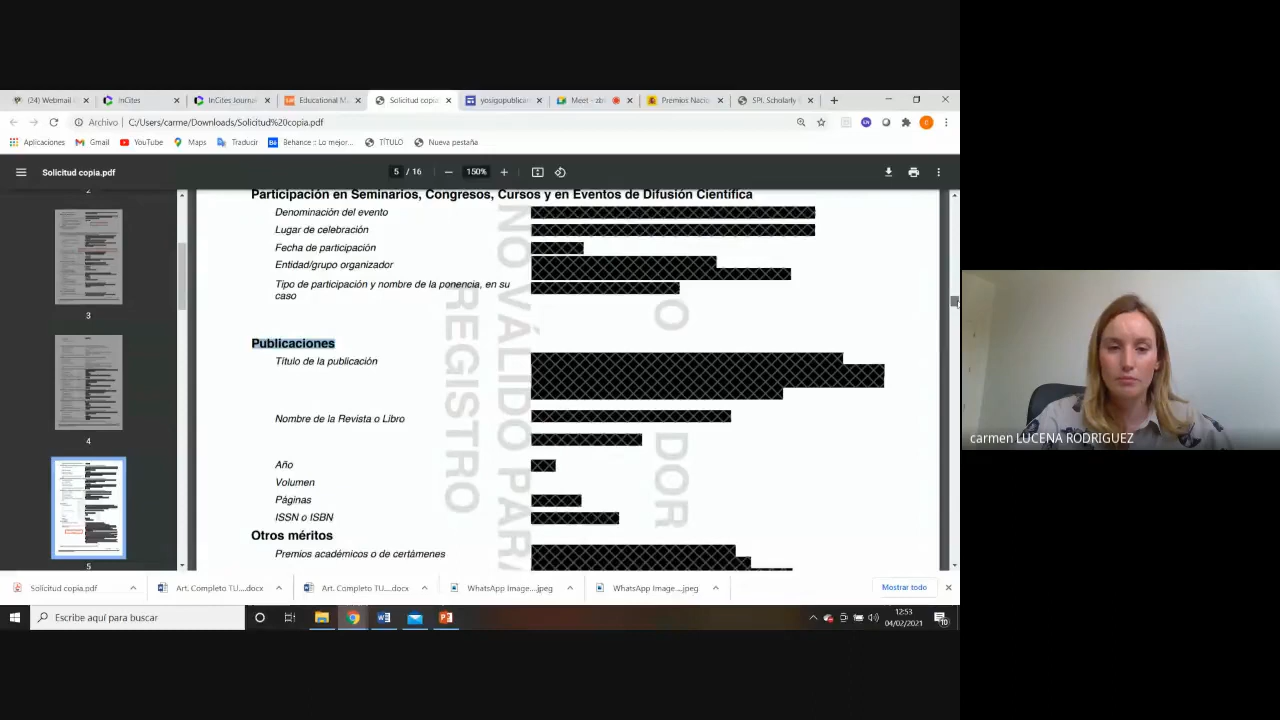 (24) Webmail
InCites
InCites Journa
Educational M
Solicitud copia
yosigopublicar
Meet – zb
Premios Nacio
SPI. Scholarly
Archivo
C:/Users/carme/Downloads/Solicitud%20copia.pdf
Aplicaciones
Gmail
YouTube
Maps
Traducir
Behance :: Lo mejor...
TÍTULO
Nueva pestaña
Solicitud copia.pdf
5 / 16
150%
2
3
4
5
Participación en Seminarios, Congresos, Cursos y en Eventos de Difusión Científica
Denominación del evento
Lugar de celebración
Fecha de participación
Entidad/grupo organizador
Tipo de participación y nombre de la ponencia, en su
caso
Publicaciones
Título de la publicación
Nombre de la Revista o Libro
Año
Volumen
Páginas
ISSN o ISBN
Otros méritos
Premios académicos o de certámenes
NO VÁLIDO PARA
REGISTRO
O
DOR
carmen LUCENA RODRIGUEZ
Solicitud copia.pdf
Art. Completo TU....docx
Art. Completo TU....docx
WhatsApp Image....jpeg
WhatsApp Image....jpeg
Mostrar todo
Escribe aquí para buscar
12:53
04/02/2021
10